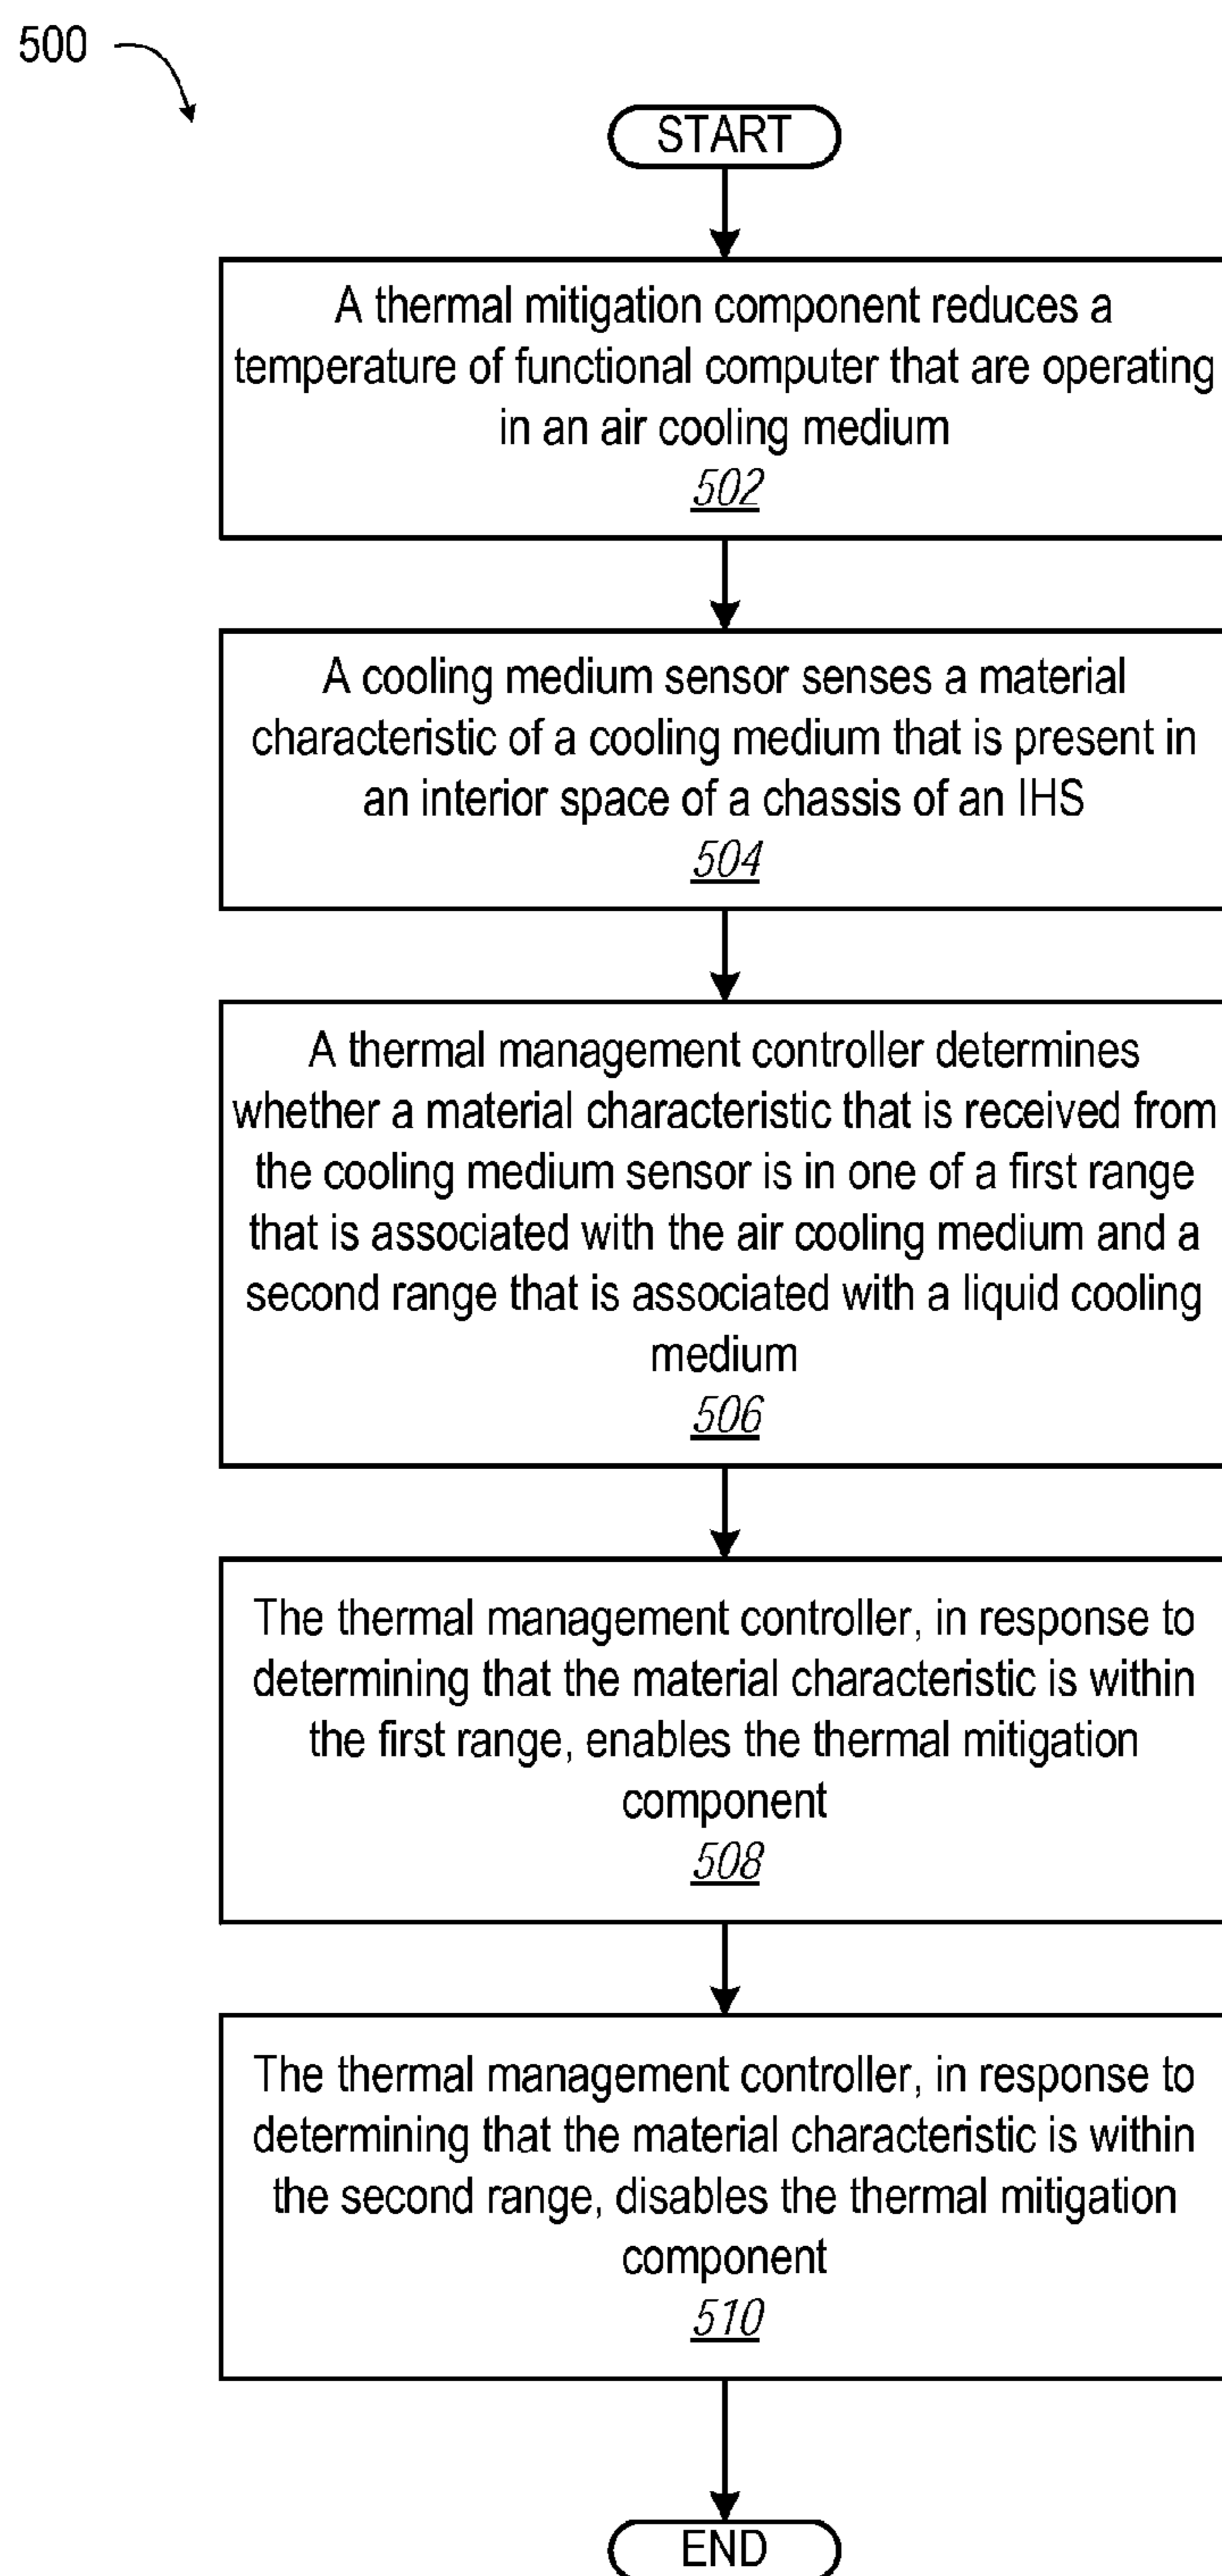 500
START
A thermal mitigation component reduces a
temperature of functional computer that are operating
in an air cooling medium
502
A cooling medium sensor senses a material
characteristic of a cooling medium that is present in
an interior space of a chassis of an IHS
504
A thermal management controller determines
whether a material characteristic that is received from
the cooling medium sensor is in one of a first range
that is associated with the air cooling medium and a
second range that is associated with a liquid cooling
medium
506
The thermal management controller, in response to
determining that the material characteristic is within
the first range, enables the thermal mitigation
component
508
The thermal management controller, in response to
determining that the material characteristic is within
the second range, disables the thermal mitigation
component
510
END